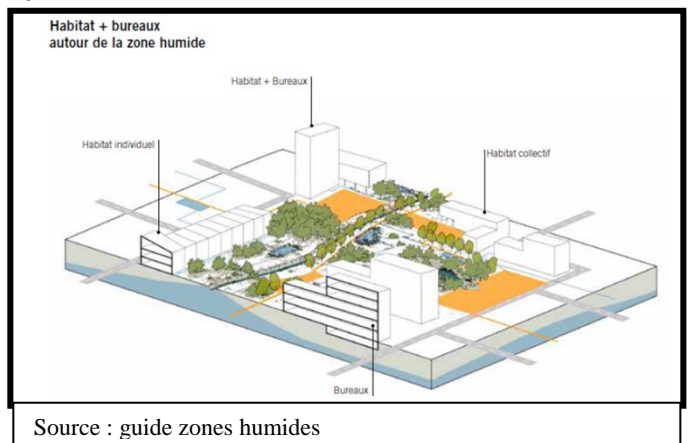 Habitat + bureaux
autour de la zone humide
Habitat + Bureaux
Habitat individuel
Habitat collectif
Bureaux
Source : guide zones humides